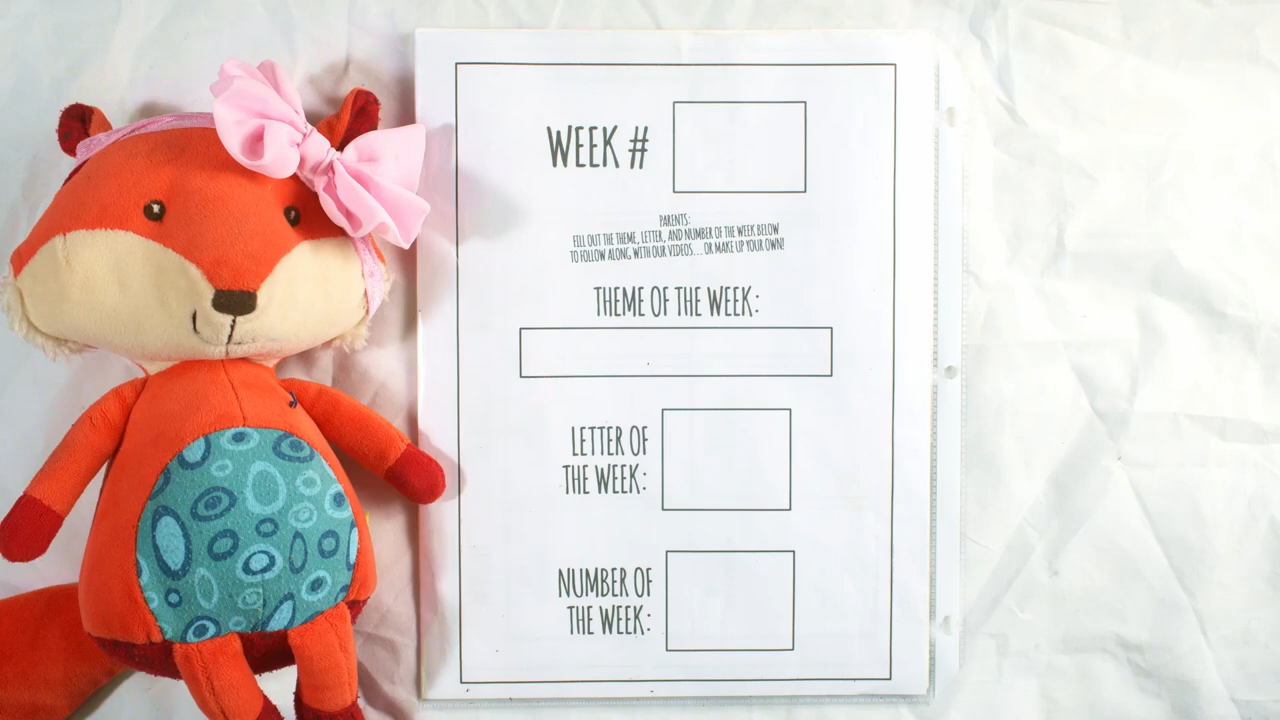 WEEK #
PARENTS:
FILL OUT THE THEME, LETTER, AND NUMBER OF THE WEEK BELOW
TO FOLLOW ALONG WITH OUR VIDEOS... OR MAKE UP YOUR OWN!
THEME OF THE WEEK:
LETTER OF
THE WEEK:
NUMBER OF
THE WEEK: